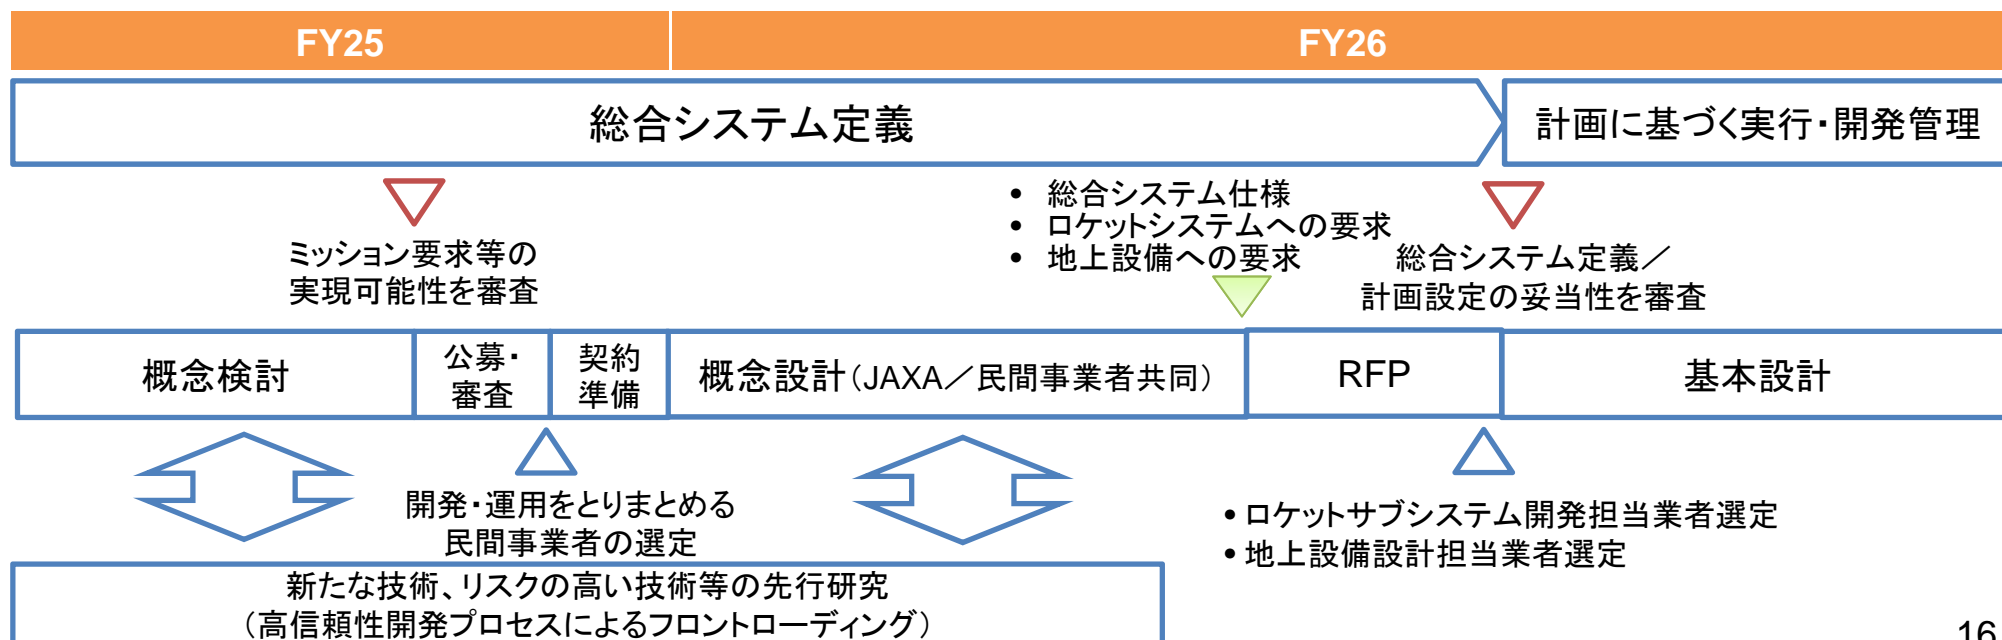 FY25
FY26
総合システム定義
計画に基づく実行・開発管理
ミッション要求等の
実現可能性を審査
• 総合システム仕様
• ロケットシステムへの要求
• 地上設備への要求
総合システム定義／
計画設定の妥当性を審査
概念検討
公募・
審査
契約
準備
概念設計（JAXA／民間事業者共同）
RFP
基本設計
開発・運用をとりまとめる
民間事業者の選定
• ロケットサブシステム開発担当業者選定
• 地上設備設計担当業者選定
新たな技術、リスクの高い技術等の先行研究
（高信頼性開発プロセスによるフロントローディング）
16